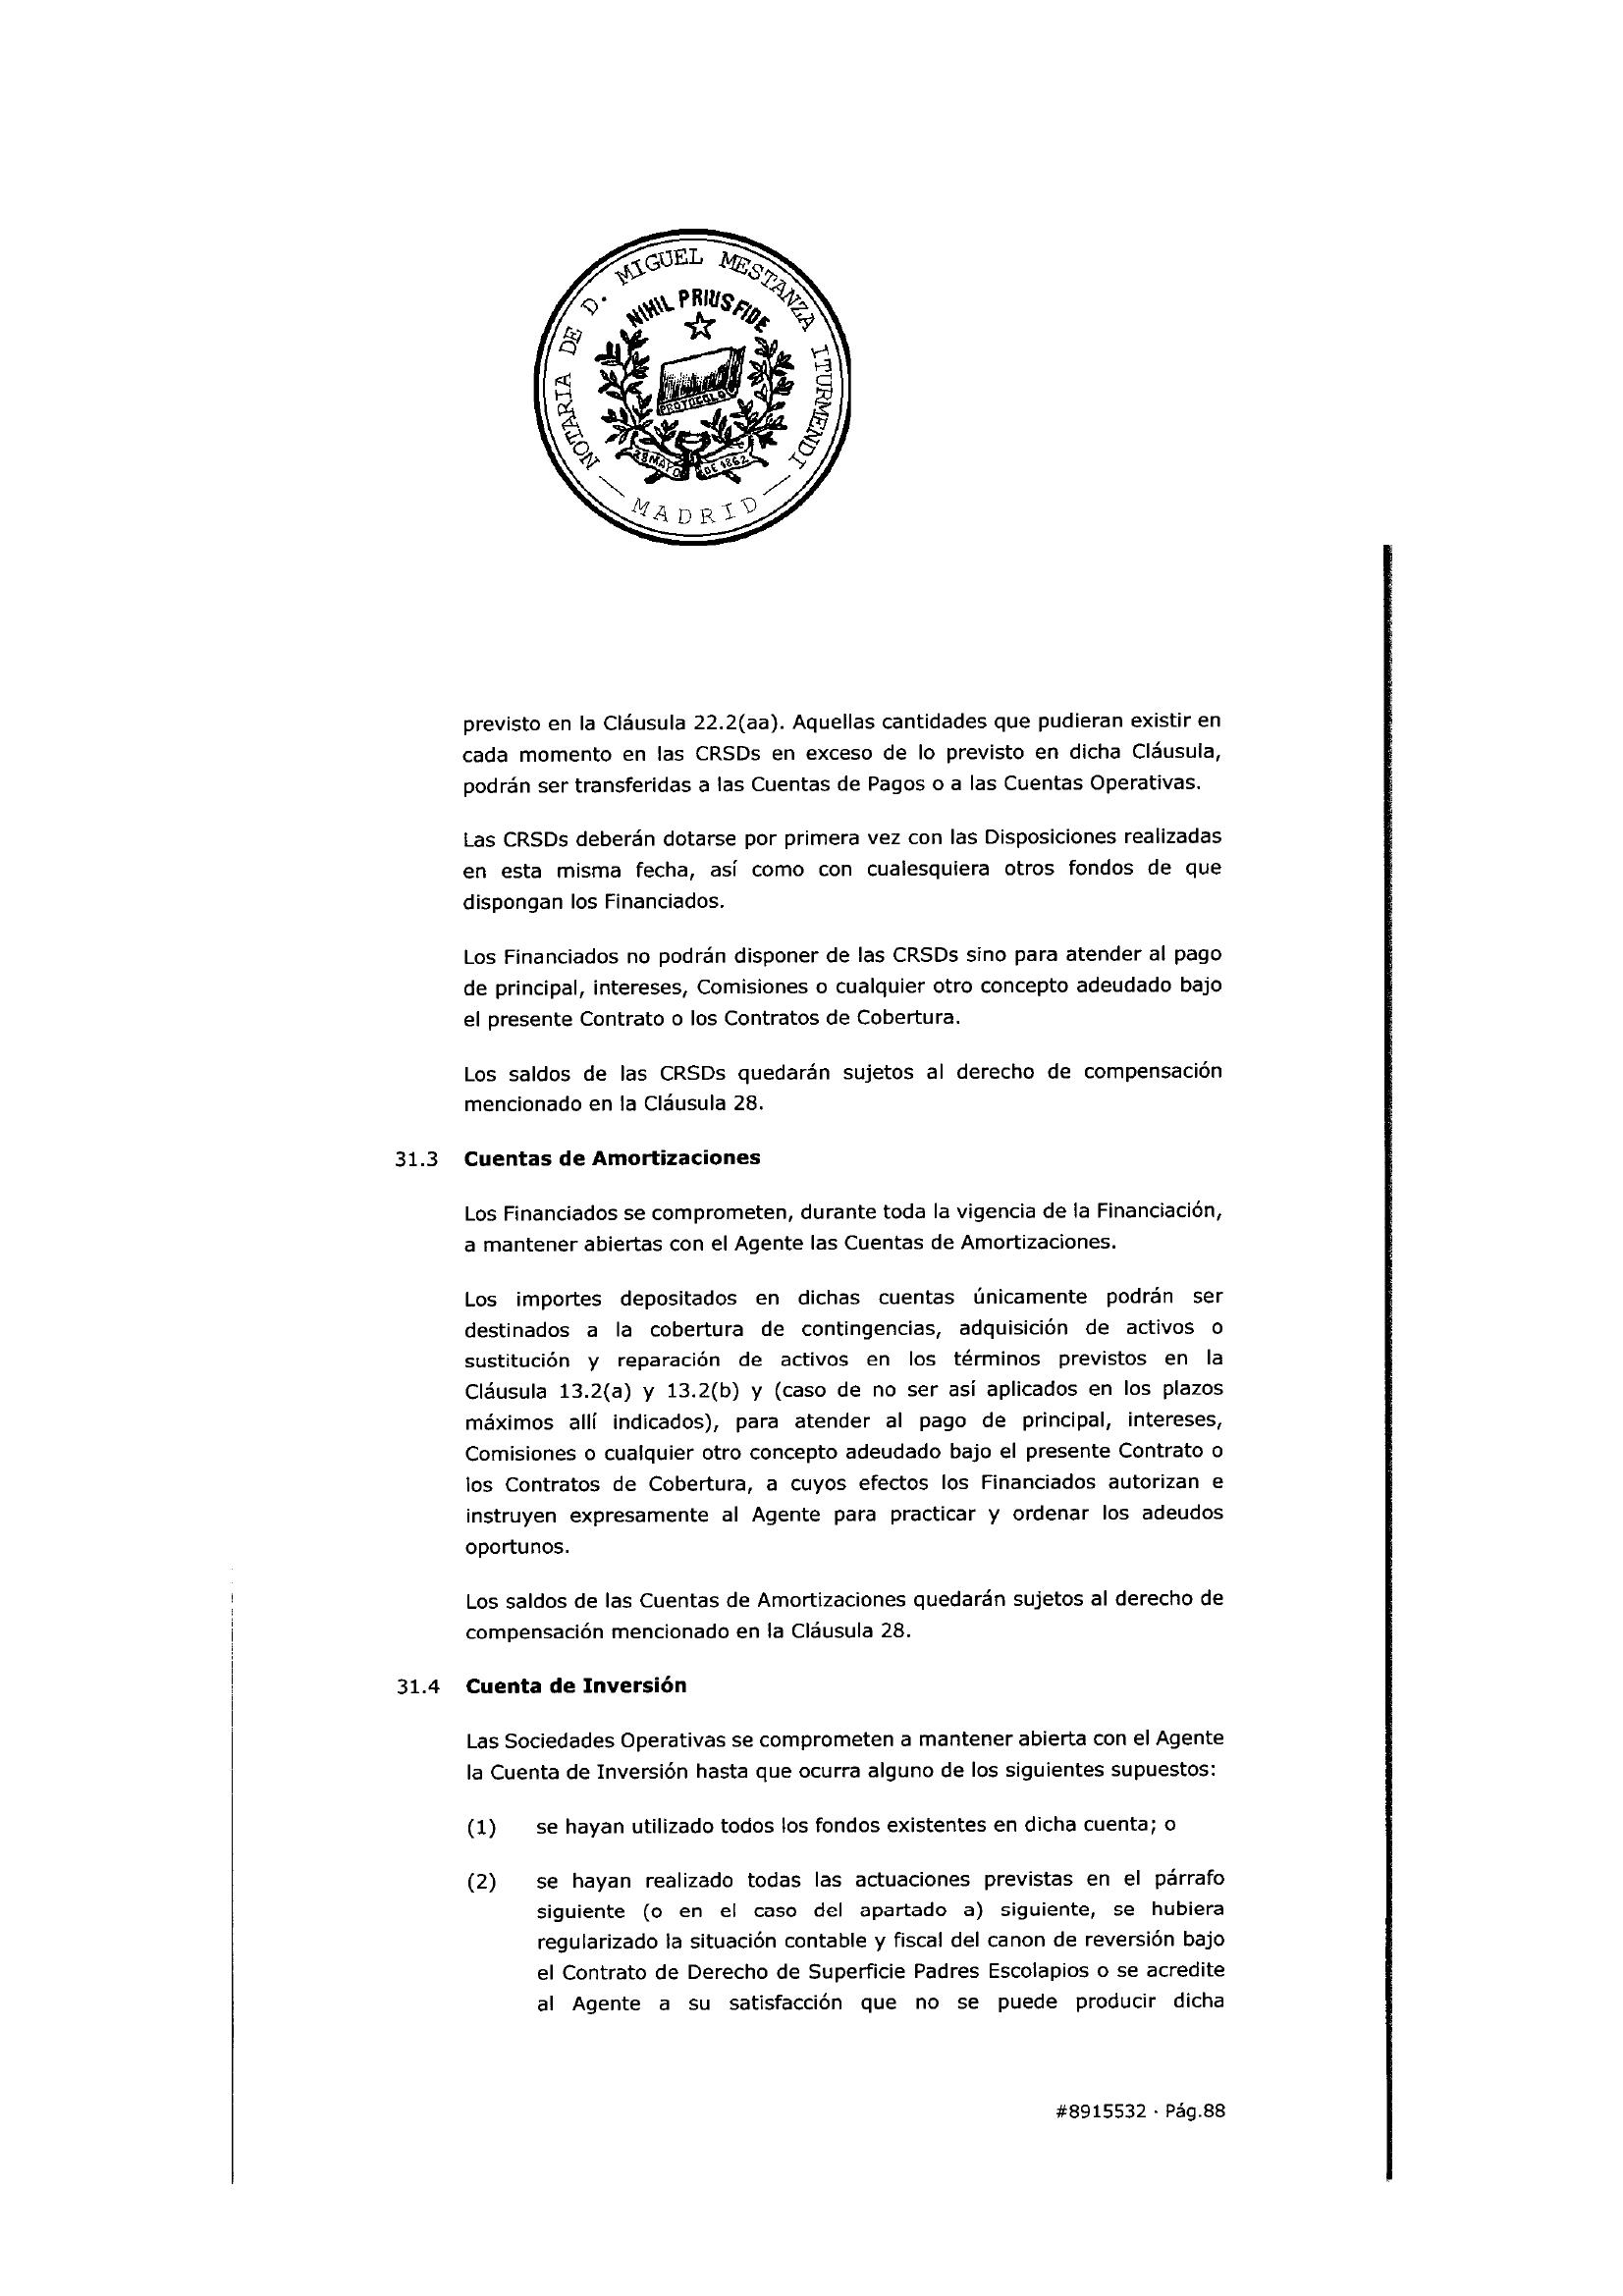 NOTARIA DE D. MIGUEL MESTANZA ITURMENDI
NIHIL PRIUS FIDE
PROTOCOLO
28 MAYO DE 1862
— MADRID —
previsto en la Cláusula 22.2(aa). Aquellas cantidades que pudieran existir en
cada momento en las CRSDs en exceso de lo previsto en dicha Cláusula,
podrán ser transferidas a las Cuentas de Pagos o a las Cuentas Operativas.
Las CRSDs deberán dotarse por primera vez con las Disposiciones realizadas
en esta misma fecha, así como con cualesquiera otros fondos de que
dispongan los Financiados.
Los Financiados no podrán disponer de las CRSDs sino para atender al pago
de principal, intereses, Comisiones o cualquier otro concepto adeudado bajo
el presente Contrato o los Contratos de Cobertura.
Los saldos de las CRSDs quedarán sujetos al derecho de compensación
mencionado en la Cláusula 28.
31.3 Cuentas de Amortizaciones
Los Financiados se comprometen, durante toda la vigencia de la Financiación,
a mantener abiertas con el Agente las Cuentas de Amortizaciones.
Los importes depositados en dichas cuentas únicamente podrán ser
destinados a la cobertura de contingencias, adquisición de activos o
sustitución y reparación de activos en los términos previstos en la
Cláusula 13.2(a) y 13.2(b) y (caso de no ser así aplicados en los plazos
máximos allí indicados), para atender al pago de principal, intereses,
Comisiones o cualquier otro concepto adeudado bajo el presente Contrato o
los Contratos de Cobertura, a cuyos efectos los Financiados autorizan e
instruyen expresamente al Agente para practicar y ordenar los adeudos
oportunos.
Los saldos de las Cuentas de Amortizaciones quedarán sujetos al derecho de
compensación mencionado en la Cláusula 28.
31.4 Cuenta de Inversión
Las Sociedades Operativas se comprometen a mantener abierta con el Agente
la Cuenta de Inversión hasta que ocurra alguno de los siguientes supuestos:
(1) se hayan utilizado todos los fondos existentes en dicha cuenta; o
(2) se hayan realizado todas las actuaciones previstas en el párrafo
siguiente (o en el caso del apartado a) siguiente, se hubiera
regularizado la situación contable y fiscal del canon de reversión bajo
el Contrato de Derecho de Superficie Padres Escolapios o se acredite
al Agente a su satisfacción que no se puede producir dicha
#8915532 · Pág.88